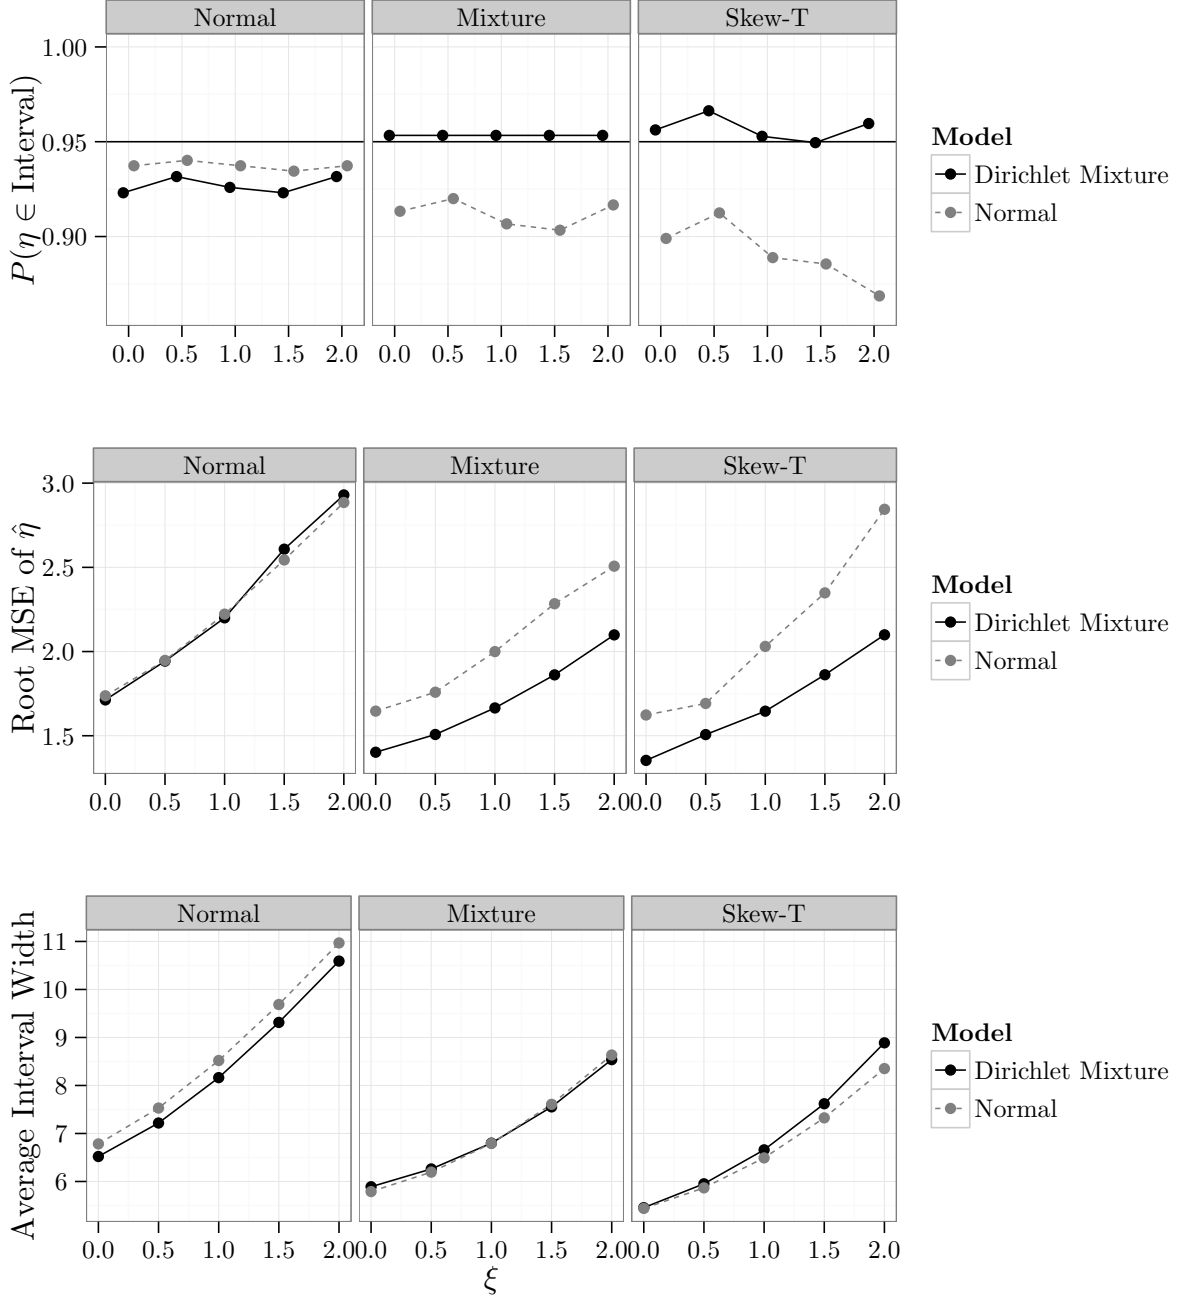 Normal Mixture Skew-T
P(η ∈ Interval)
1.00
0.95
0.90
0.0 0.5 1.0 1.5 2.0 0.0 0.5 1.0 1.5 2.0 0.0 0.5 1.0 1.5 2.0
Model
Dirichlet Mixture
Normal
Normal Mixture Skew-T
Root MSE of η̂
3.0
2.5
2.0
1.5
0.0 0.5 1.0 1.5 2.0 0.0 0.5 1.0 1.5 2.0 0.0 0.5 1.0 1.5 2.0
Model
Dirichlet Mixture
Normal
Normal Mixture Skew-T
Average Interval Width
11
10
9
8
7
6
0.0 0.5 1.0 1.5 2.0 0.0 0.5 1.0 1.5 2.0 0.0 0.5 1.0 1.5 2.0
ξ
Model
Dirichlet Mixture
Normal